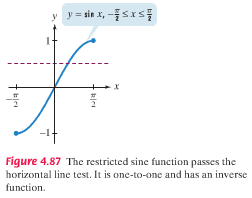 y
y = sin x, −π/2 ≤ x ≤ π/2
1
x
−π/2
π/2
−1
Figure 4.87 The restricted sine function passes the
horizontal line test. It is one-to-one and has an inverse
function.